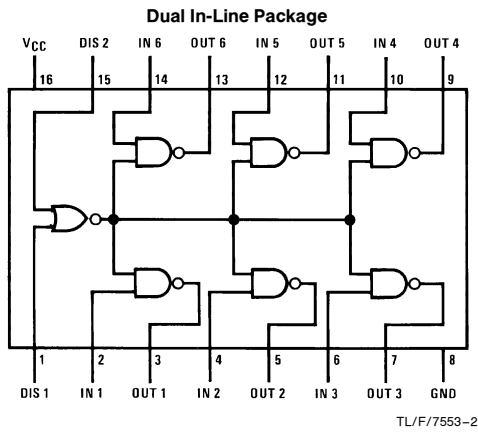 Dual In-Line Package
VCC DIS 2 IN 6 OUT 6 IN 5 OUT 5 IN 4 OUT 4
16 15 14 13 12 11 10 9
1 2 3 4 5 6 7 8
DIS 1 IN 1 OUT 1 IN 2 OUT 2 IN 3 OUT 3 GND
TL/F/7553–2